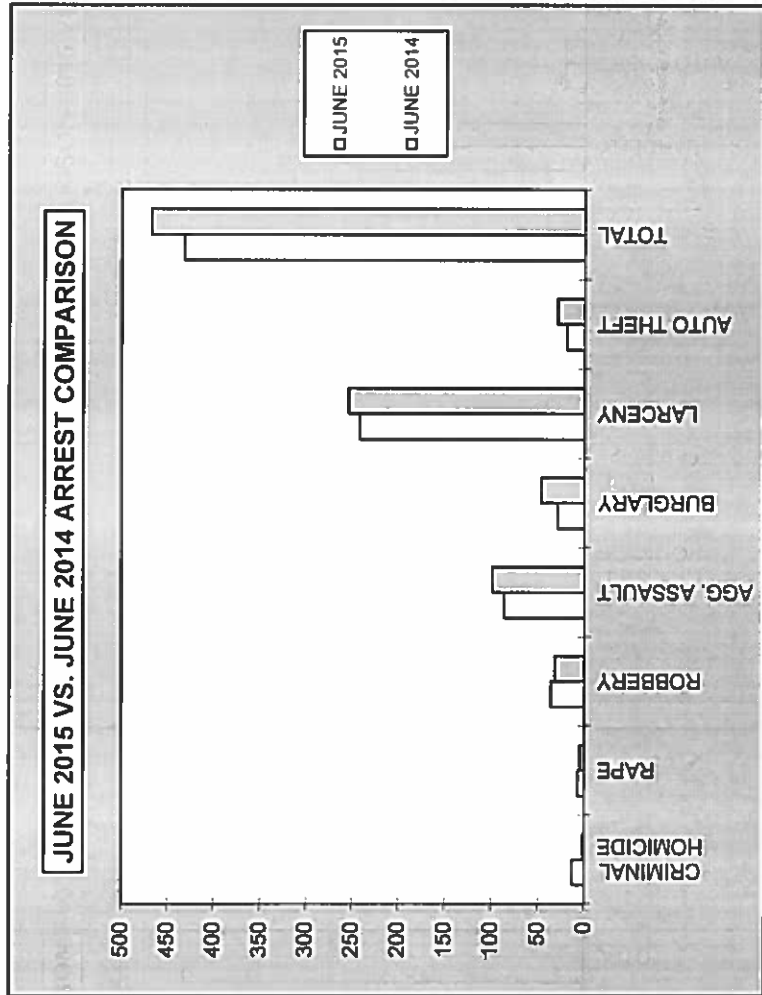 JUNE 2015 VS. JUNE 2014 ARREST COMPARISON
500
450
400
350
300
250
200
150
100
50
0
CRIMINAL
HOMICIDE
RAPE
ROBBERY
AGG. ASSAULT
BURGLARY
LARCENY
AUTO THEFT
TOTAL
JUNE 2015
JUNE 2014